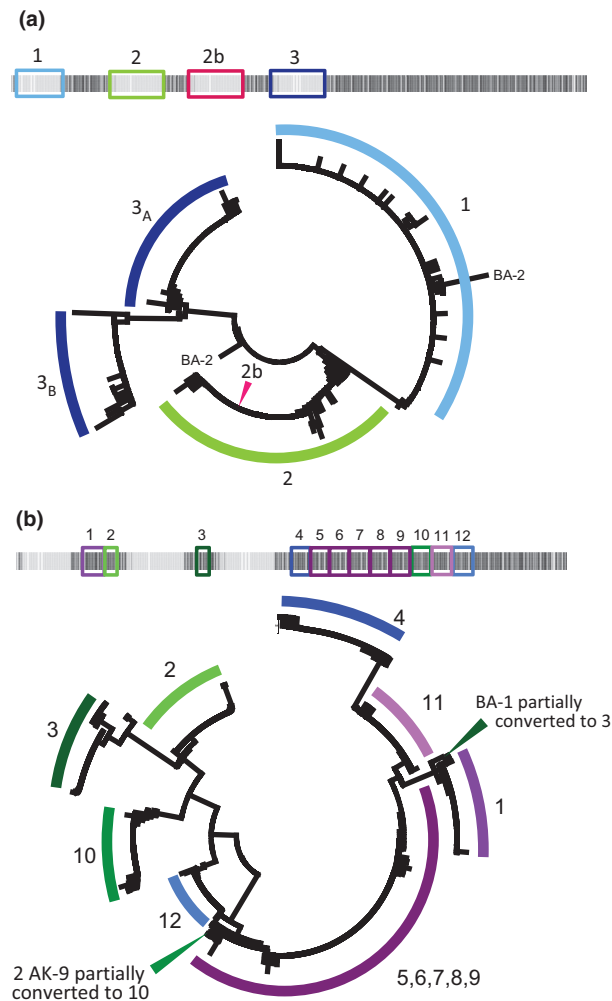 (a)
1 2 2b 3
3A
1
BA-2
BA-2
2b
3B
2
(b)
1 2 3 4 5 6 7 8 9 10 11 12
4
2
11
BA-1 partially
converted to 3
3
1
10
12
2 AK-9 partially
converted to 10
5,6,7,8,9